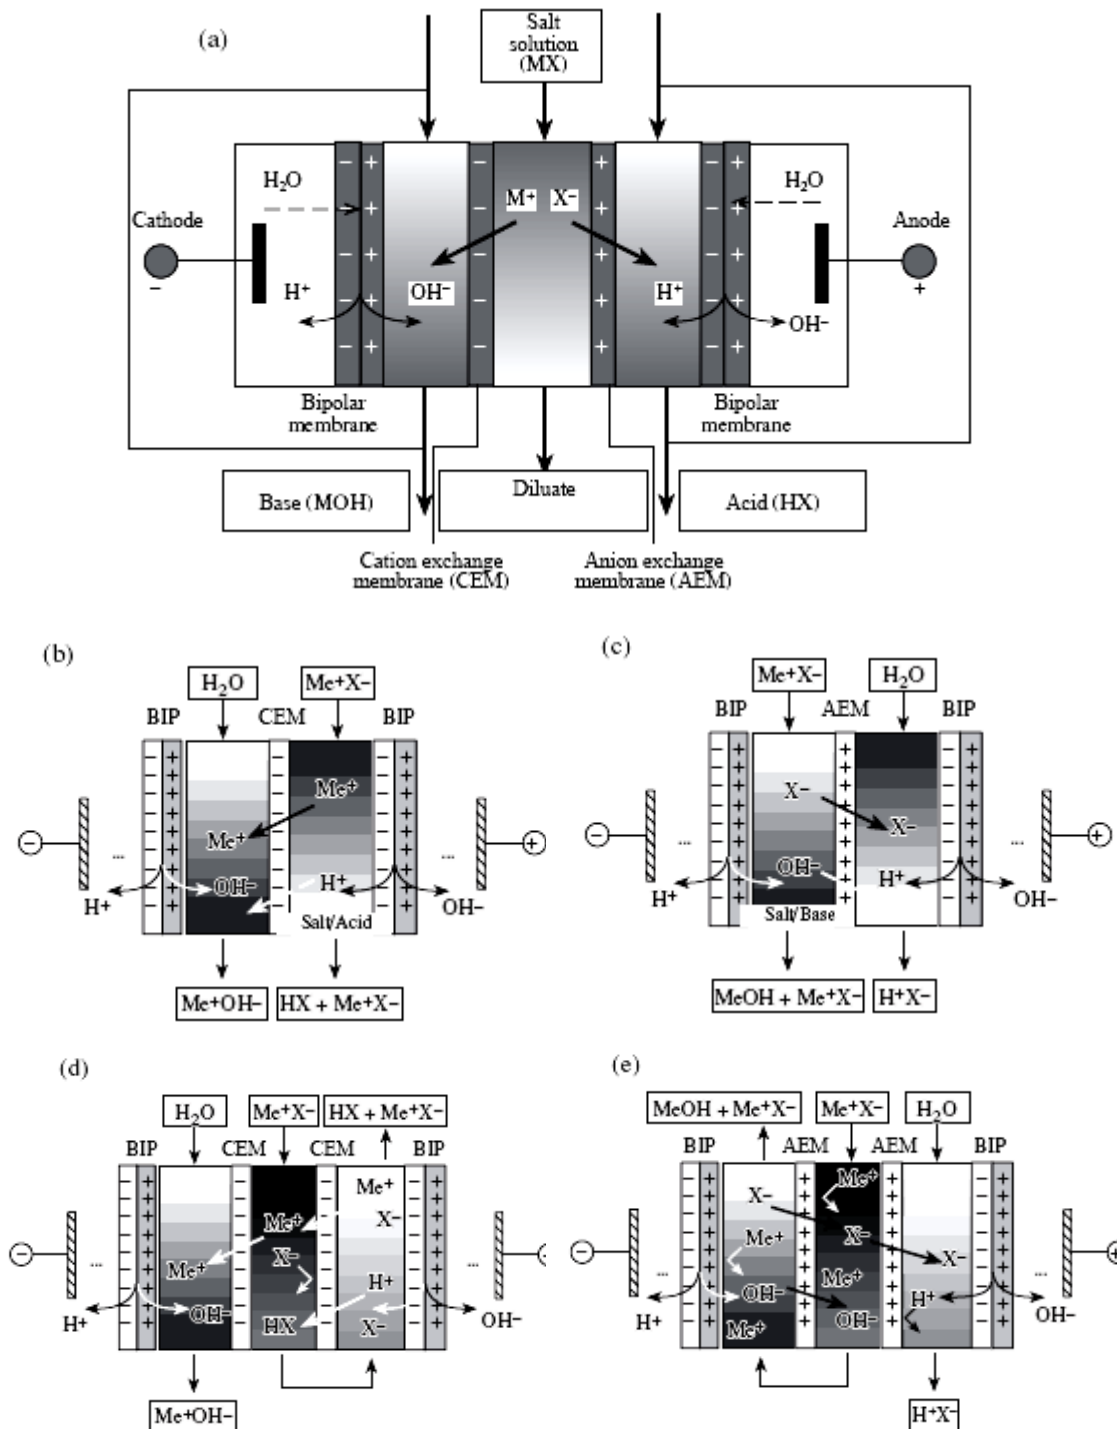 (a)
Salt
solution
(MX)
H₂O
M⁺ X⁻
H₂O
Cathode
Anode
H⁺
OH⁻
H⁺
OH⁻
−
+
Bipolar
membrane
Bipolar
membrane
Base (MOH)
Diluate
Acid (HX)
Cation exchange
membrane (CEM)
Anion exchange
membrane (AEM)
(b)
H₂O
Me⁺X⁻
BIP
CEM
BIP
Me⁺
Me⁺
−
+
...
...
OH⁻
H⁺
H⁺
OH⁻
Salt/Acid
Me⁺OH⁻
HX + Me⁺X⁻
(c)
Me⁺X⁻
H₂O
BIP
AEM
BIP
X⁻
X⁻
−
+
...
...
OH⁻
H⁺
H⁺
OH⁻
Salt/Base
MeOH + Me⁺X⁻
H⁺X⁻
(d)
H₂O
Me⁺X⁻
HX + Me⁺X⁻
BIP
CEM
CEM
BIP
Me⁺
X⁻
Me⁺
X⁻
Me⁺
−
...
...
H⁺
OH⁻
H⁺
HX
X⁻
OH⁻
Me⁺OH⁻
(e)
MeOH + Me⁺X⁻
Me⁺X⁻
H₂O
BIP
AEM
AEM
BIP
X⁻
Me⁺
Me⁺
X⁻
X⁻
−
+
...
...
Me⁺
OH⁻
H⁺
H⁺
Me⁺
OH⁻
OH⁻
H⁺X⁻